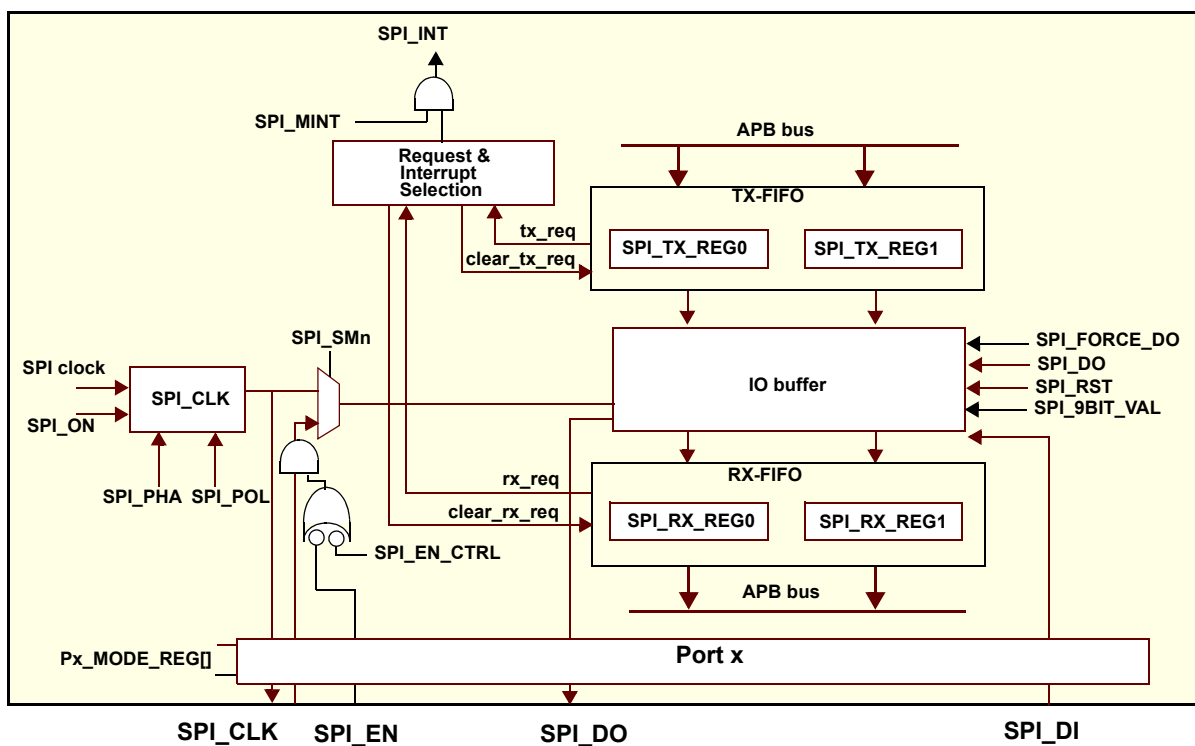 SPI_INT
SPI_MINT
APB bus
Request &
Interrupt
Selection
TX-FIFO
tx_req
SPI_TX_REG0
SPI_TX_REG1
clear_tx_req
SPI_SMn
SPI_FORCE_DO
SPI clock
SPI_DO
IO buffer
SPI_CLK
SPI_RST
SPI_9BIT_VAL
SPI_ON
RX-FIFO
rx_req
SPI_PHA
SPI_POL
clear_rx_req
SPI_RX_REG0
SPI_RX_REG1
SPI_EN_CTRL
APB bus
Px_MODE_REG[]
Port x
SPI_CLK
SPI_EN
SPI_DO
SPI_DI